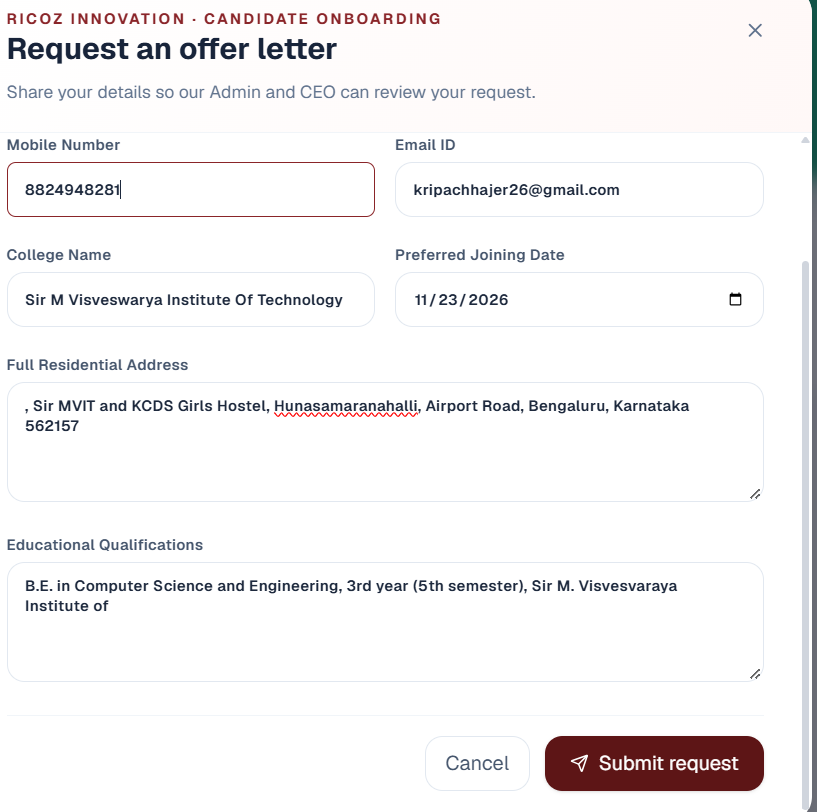 RICOZ INNOVATION · CANDIDATE ONBOARDING
Request an offer letter
Share your details so our Admin and CEO can review your request.
Mobile Number
8824948281
Email ID
kripachhajer26@gmail.com
College Name
Sir M Visveswarya Institute Of Technology
Preferred Joining Date
11/23/2026
Full Residential Address
, Sir MVIT and KCDS Girls Hostel, Hunasamaranahalli, Airport Road, Bengaluru, Karnataka
562157
Educational Qualifications
B.E. in Computer Science and Engineering, 3rd year (5th semester), Sir M. Visvesvaraya
Institute of
Cancel
Submit request